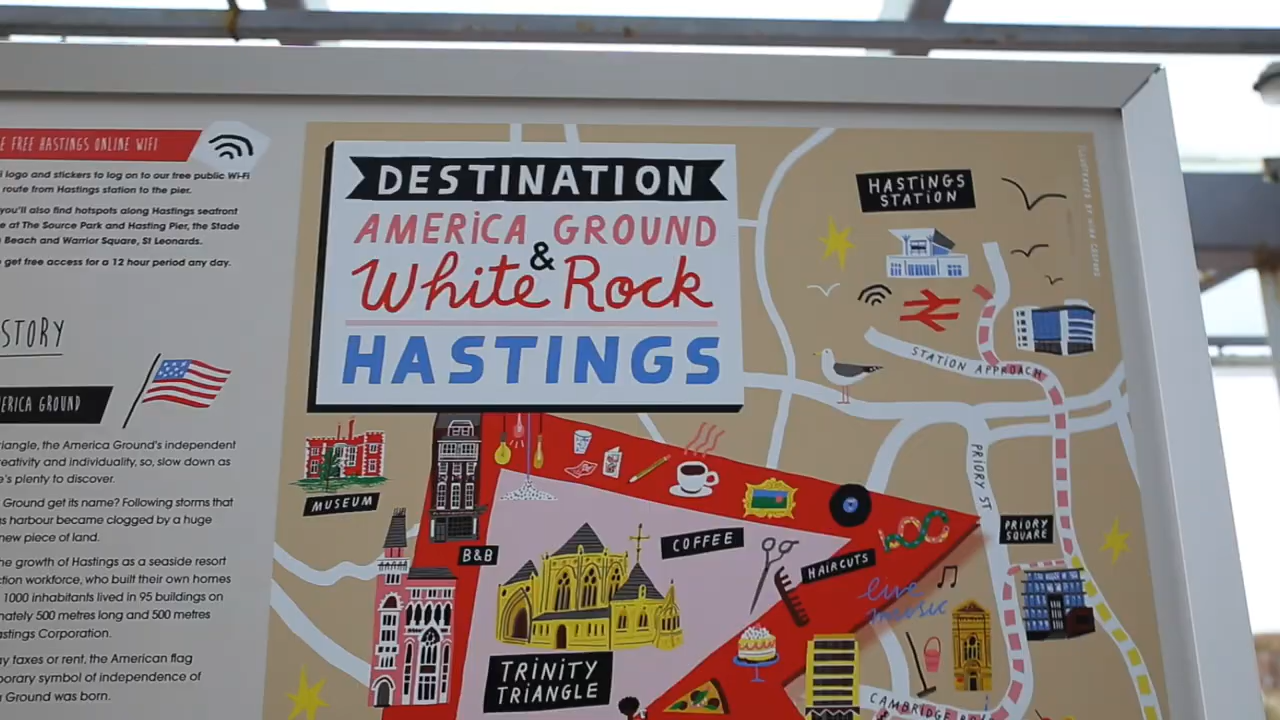 E FREE HASTINGS ONLINE WIFI
i logo and stickers to log on to our free public Wi-Fi
route from Hastings station to the pier.
you'll also find hotspots along Hastings seafront
e at The Source Park and Hasting Pier, the Stade
Beach and Warrior Square, St Leonards.
get free access for a 12 hour period any day.
STORY
ERICA GROUND
riangle, the America Ground's independent
reativity and individuality, so, slow down as
e's plenty to discover.
Ground get its name? Following storms that
s harbour became clogged by a huge
new piece of land.
he growth of Hastings as a seaside resort
ction workforce, who built their own homes
1000 inhabitants lived in 95 buildings on
nately 500 metres long and 500 metres
astings Corporation.
ay taxes or rent, the American flag
porary symbol of independence of
Ground was born.
DESTINATION
AMERICA GROUND
&
White Rock
HASTINGS
HASTINGS
STATION
STATION APPROACH
PRIORY ST
MUSEUM
B&B
COFFEE
HAIRCUTS
PRIORY
SQUARE
live
music
TRINITY
TRIANGLE
CAMBRIDGE ROA